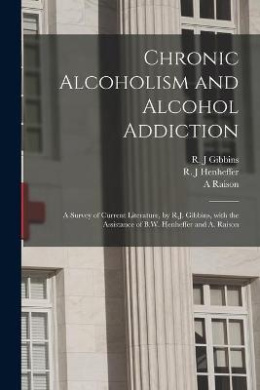 CHRONIC
ALCOHOLISM AND
ALCOHOL
ADDICTION
R. J Gibbins
R. J Henheffer
A Raison
A Survey of Current Literature, by R.J. Gibbins, with the
Assistance of B.W. Henheffer and A. Raison